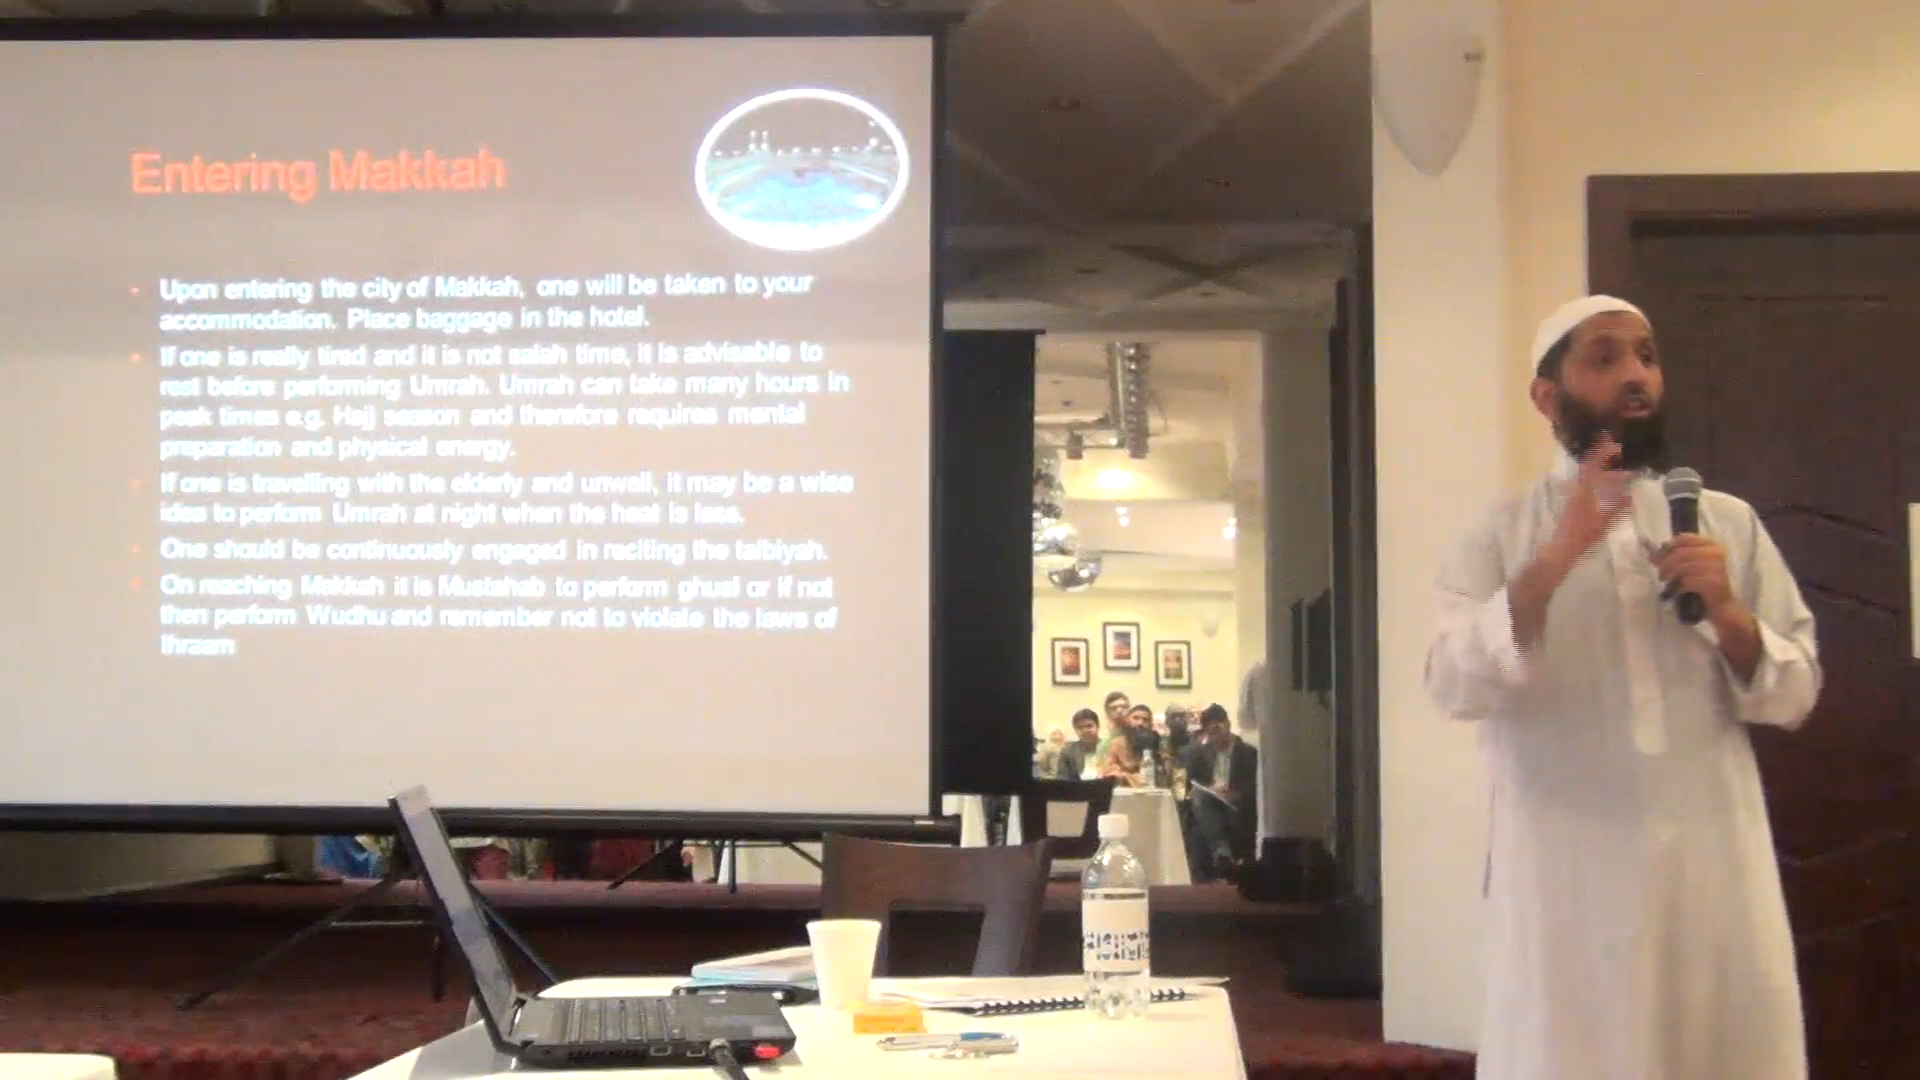 Entering Makkah
Upon entering the city of Makkah, one will be taken to your
accommodation. Place baggage in the hotel.
If one is really tired and it is not salah time, it is advisable to
rest before performing Umrah. Umrah can take many hours in
peak times e.g. Hajj season and therefore requires mental
preparation and physical energy.
If one is travelling with the elderly and unwell, it may be a wise
idea to perform Umrah at night when the heat is less.
One should be continuously engaged in reciting the talbiyah.
On reaching Makkah it is Mustahab to perform ghusl or if not
then perform Wudhu and remember not to violate the laws of
Ihraam